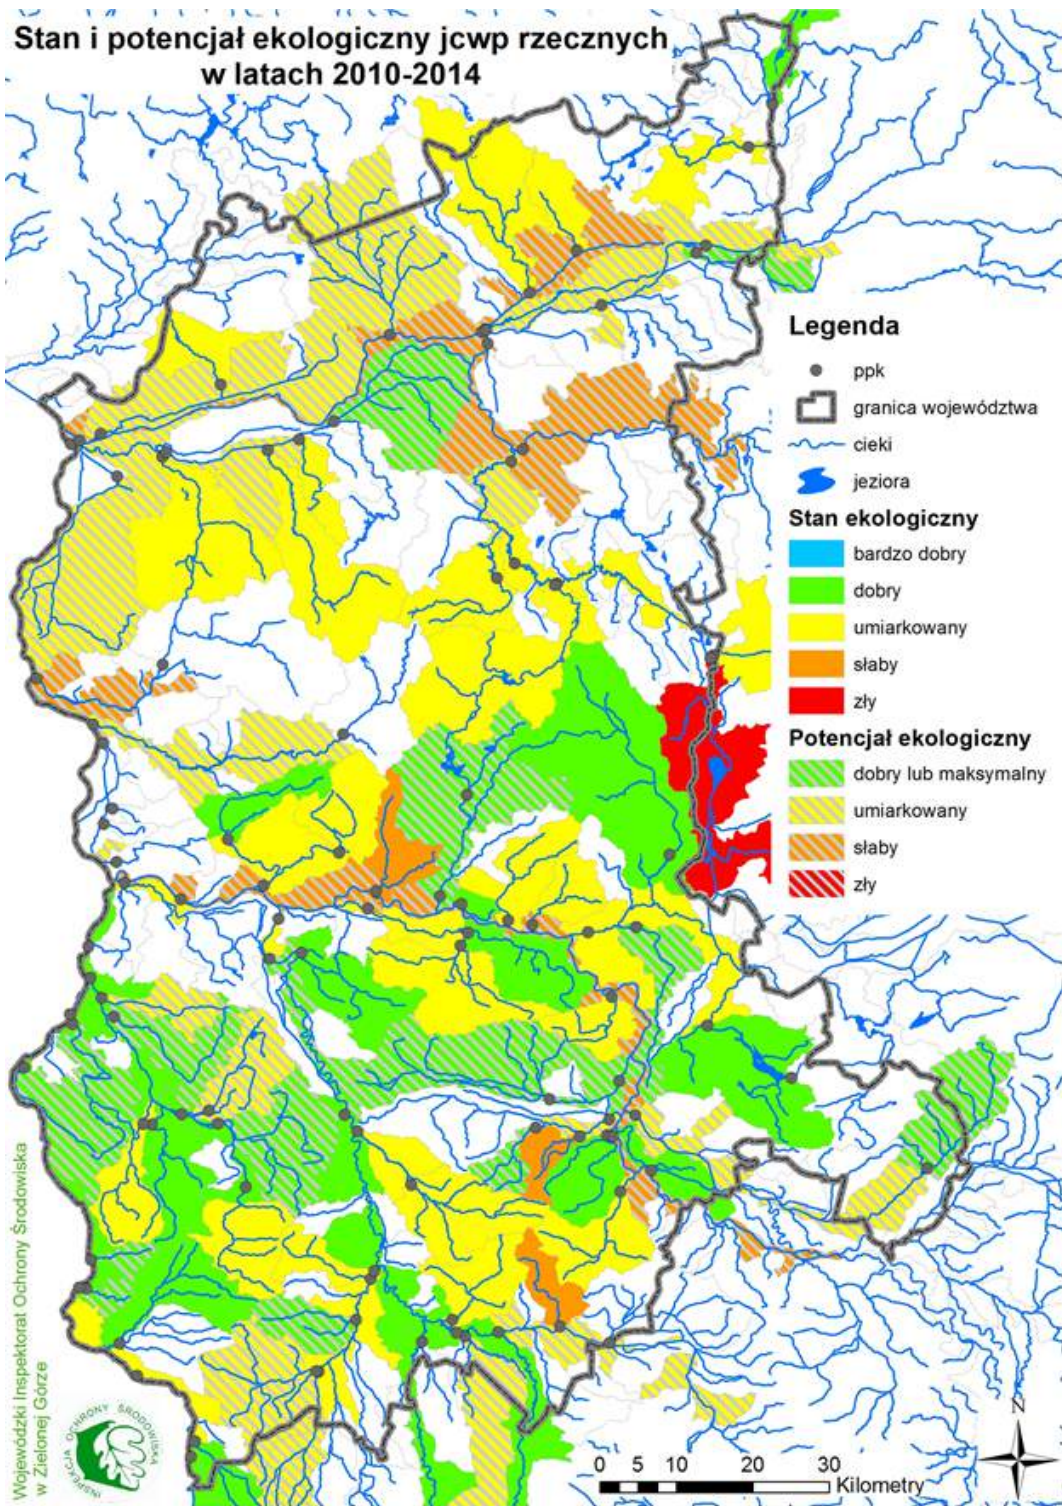 Stan i potencjał ekologiczny jcwp rzecznych
w latach 2010-2014
Legenda
ppk
granica województwa
cieki
jeziora
Stan ekologiczny
bardzo dobry
dobry
umiarkowany
słaby
zły
Potencjał ekologiczny
dobry lub maksymalny
umiarkowany
słaby
zły
Wojewódzki Inspektorat Ochrony Środowiska
w Zielonej Górze
INSPEKCJA OCHRONY ŚRODOWISKA
N
0 5 10 20 30
Kilometry